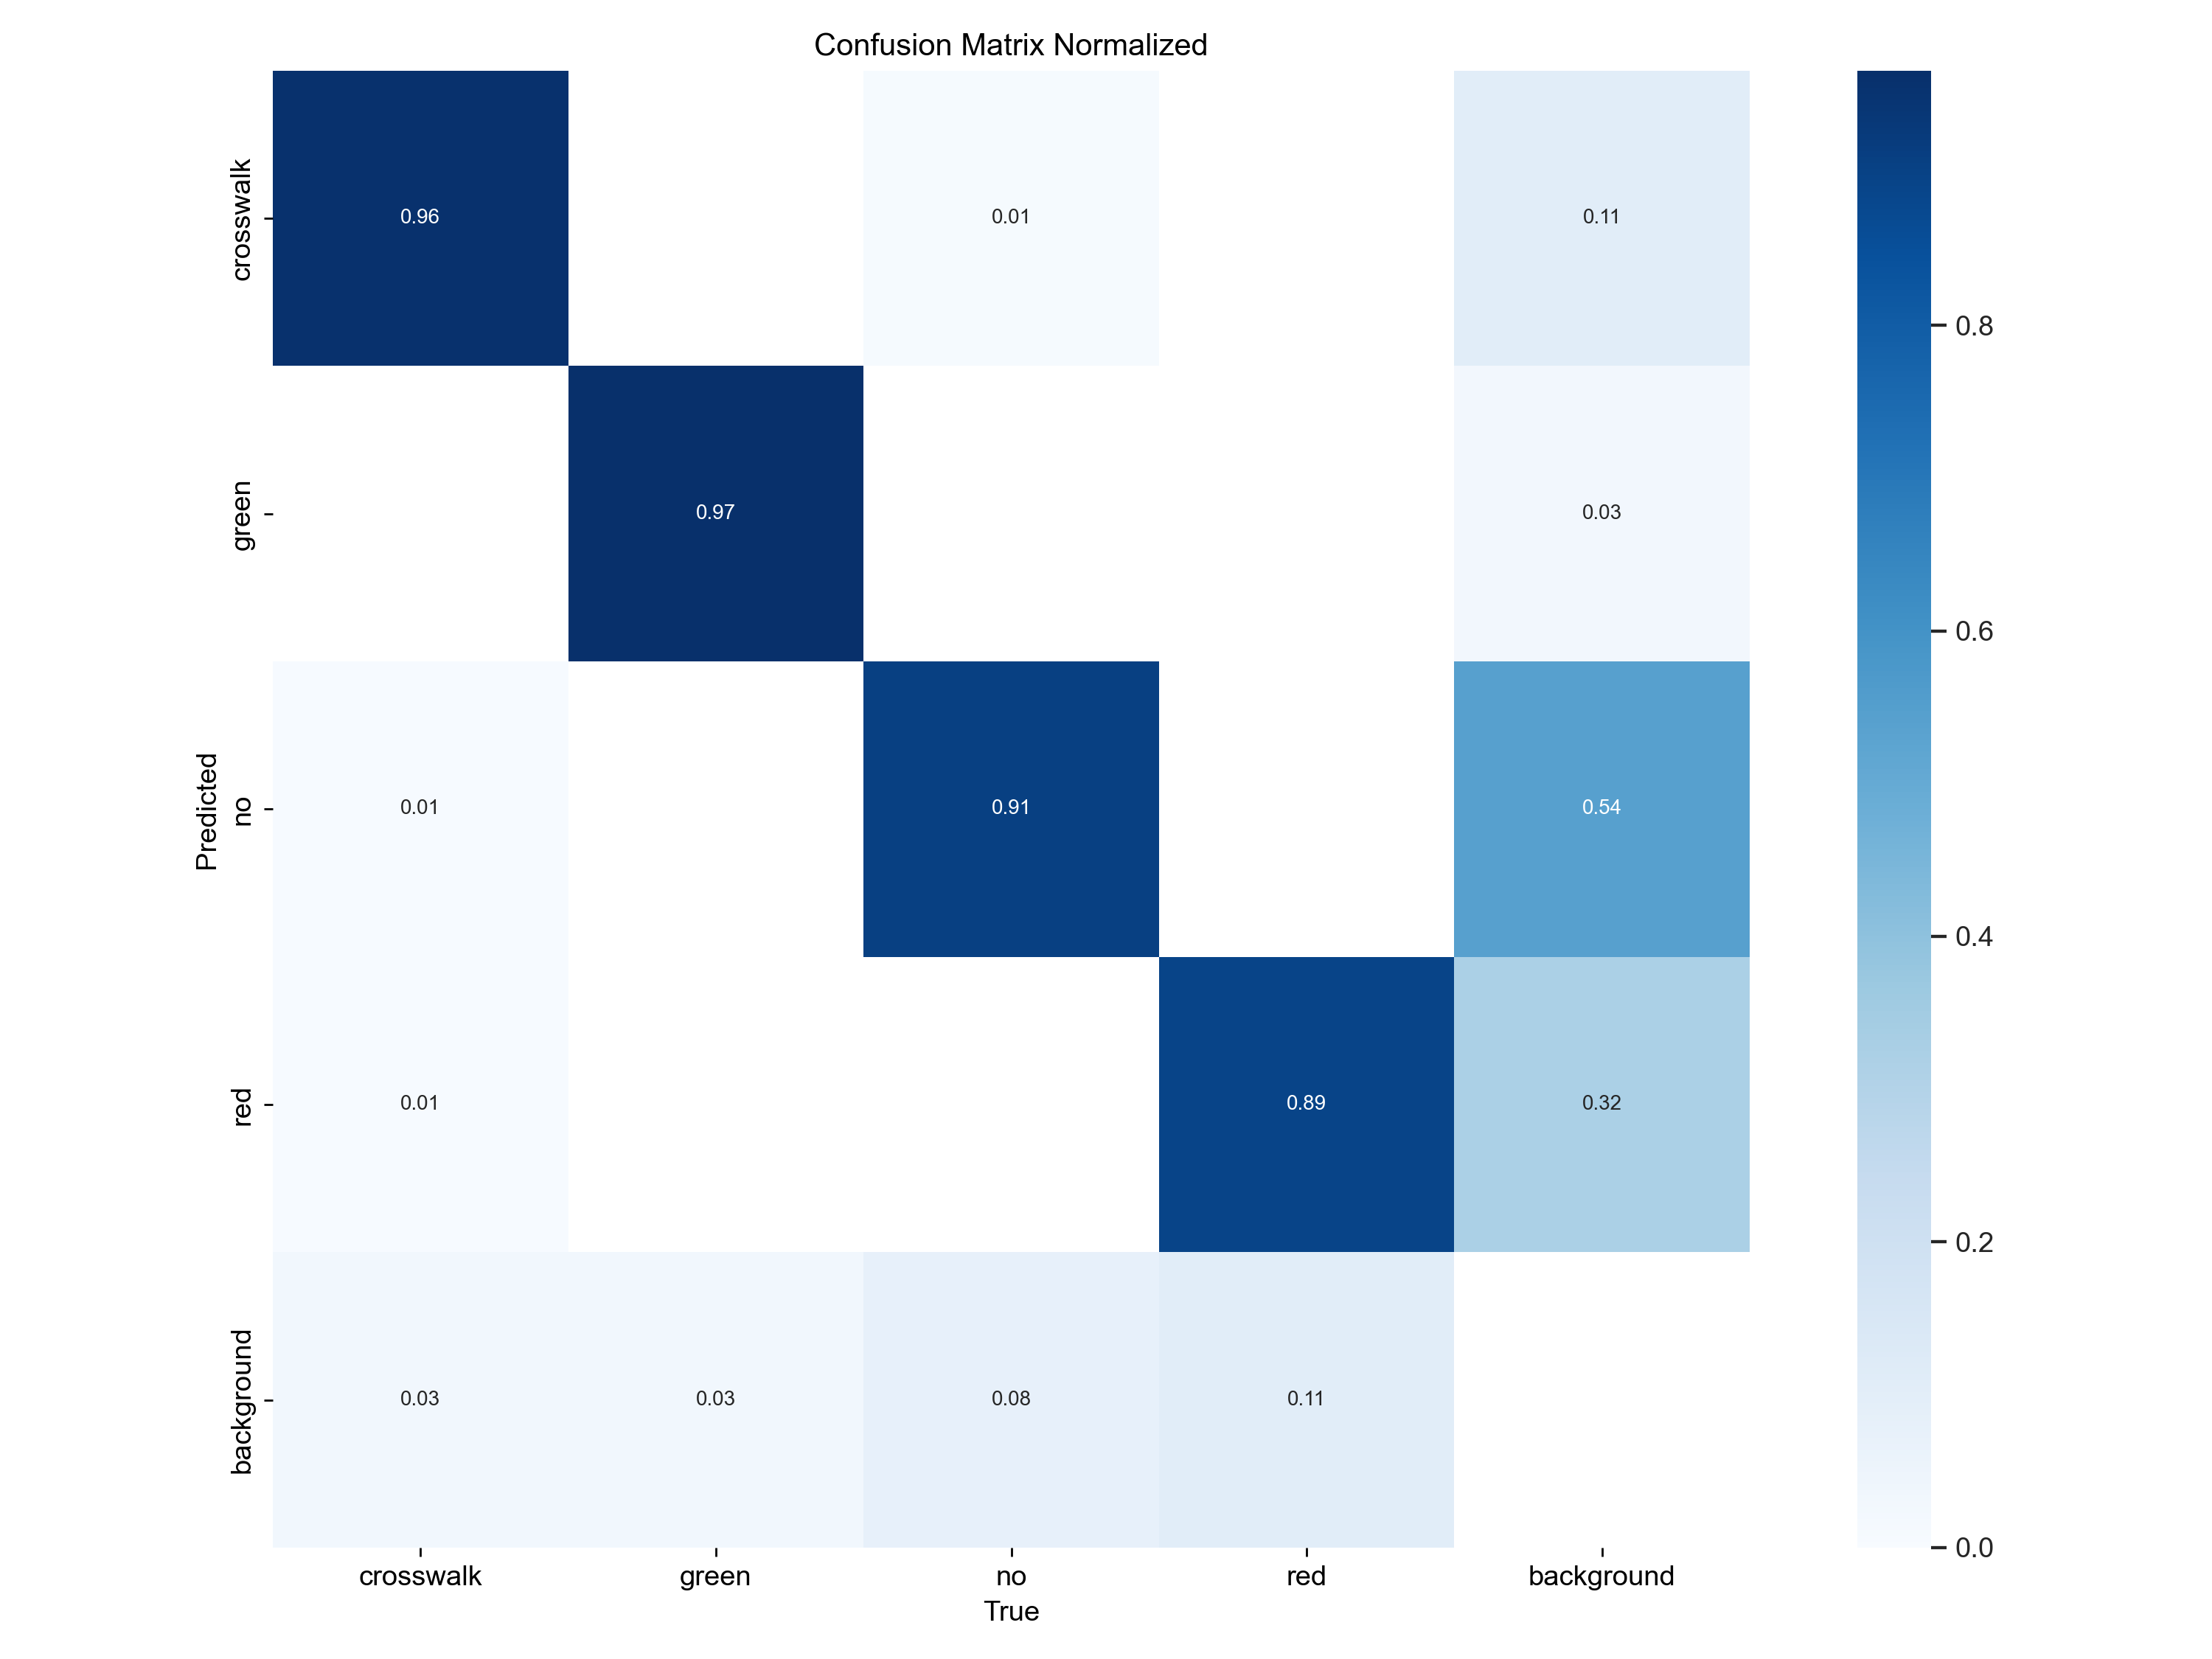 Confusion Matrix Normalized
crosswalk
0.96
0.01
0.11
0.8
green
0.97
0.03
0.6
Predicted
no
0.01
0.91
0.54
0.4
red
0.01
0.89
0.32
0.2
background
0.03
0.03
0.08
0.11
0.0
crosswalk
green
no
red
background
True